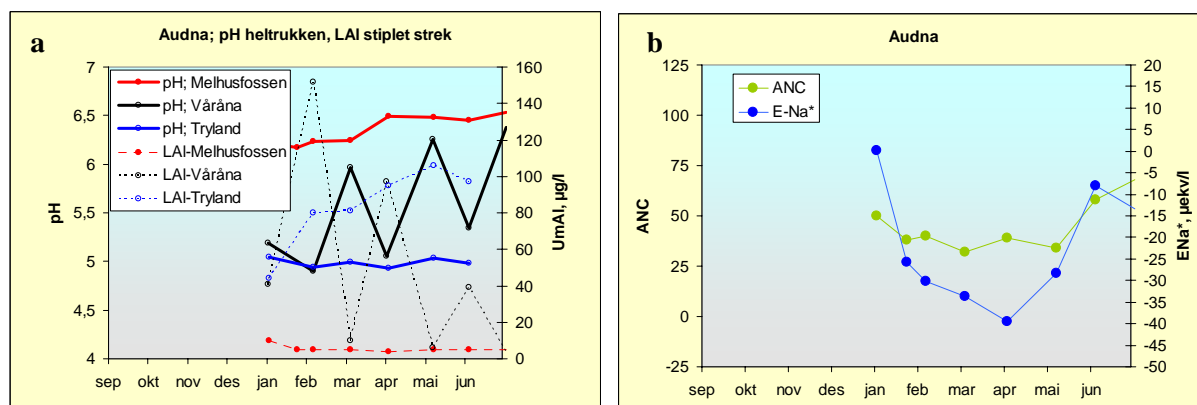 a
Audna; pH heltrukken, LAI stiplet strek
pH; Melhusfossen
pH; Våråna
pH; Tryland
LAI-Melhusfossen
LAI-Våråna
LAI-Tryland
7
6,5
6
5,5
5
4,5
4
pH
160
140
120
100
80
60
40
20
0
UmAl, µg/l
sep okt nov des jan feb mar apr mai jun
b
Audna
ANC
E-Na*
125
100
75
50
25
0
-25
ANC
20
15
10
5
0
-5
-10
-15
-20
-25
-30
-35
-40
-45
-50
ENa*, µekv/l
sep okt nov des jan feb mar apr mai jun